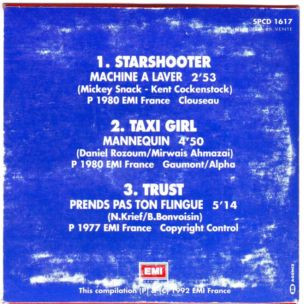 SPCD 1617
VENTE
1. STARSHOOTER
MACHINE A LAVER 2'53
(Mickey Snack - Kent Cockenstock)
P 1980 EMI France Clouseau
2. TAXI GIRL
MANNEQUIN 4'50
(Daniel Rozoum/Mirwais Ahmazai)
P 1980 EMI France Gaumont/Alpha
3. TRUST
PRENDS PAS TON FLINGUE 5'14
(N.Krief/B.Bonvoisin)
P 1977 EMI France Copyright Control
EMI
This compilation (P) & (C) 1992 EMI France